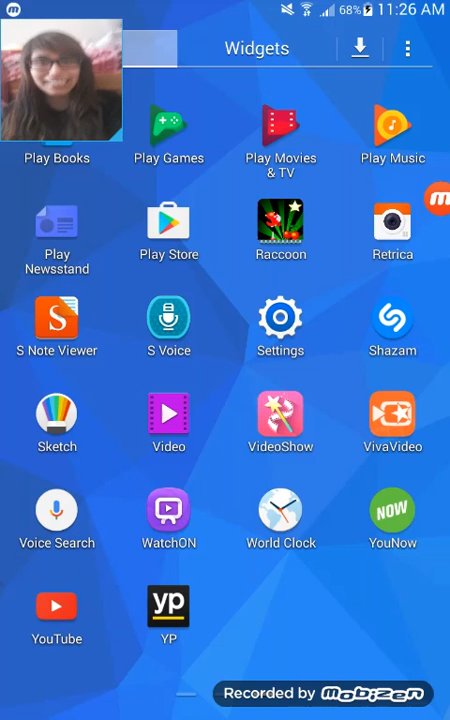 68% 11:26 AM
Widgets
Play Books Play Games Play Movies & TV Play Music
Play Newsstand Play Store Raccoon Retrica
S Note Viewer S Voice Settings Shazam
Sketch Video VideoShow VivaVideo
NOW
Voice Search WatchON World Clock YouNow
yp
YouTube YP
Recorded by mobizen